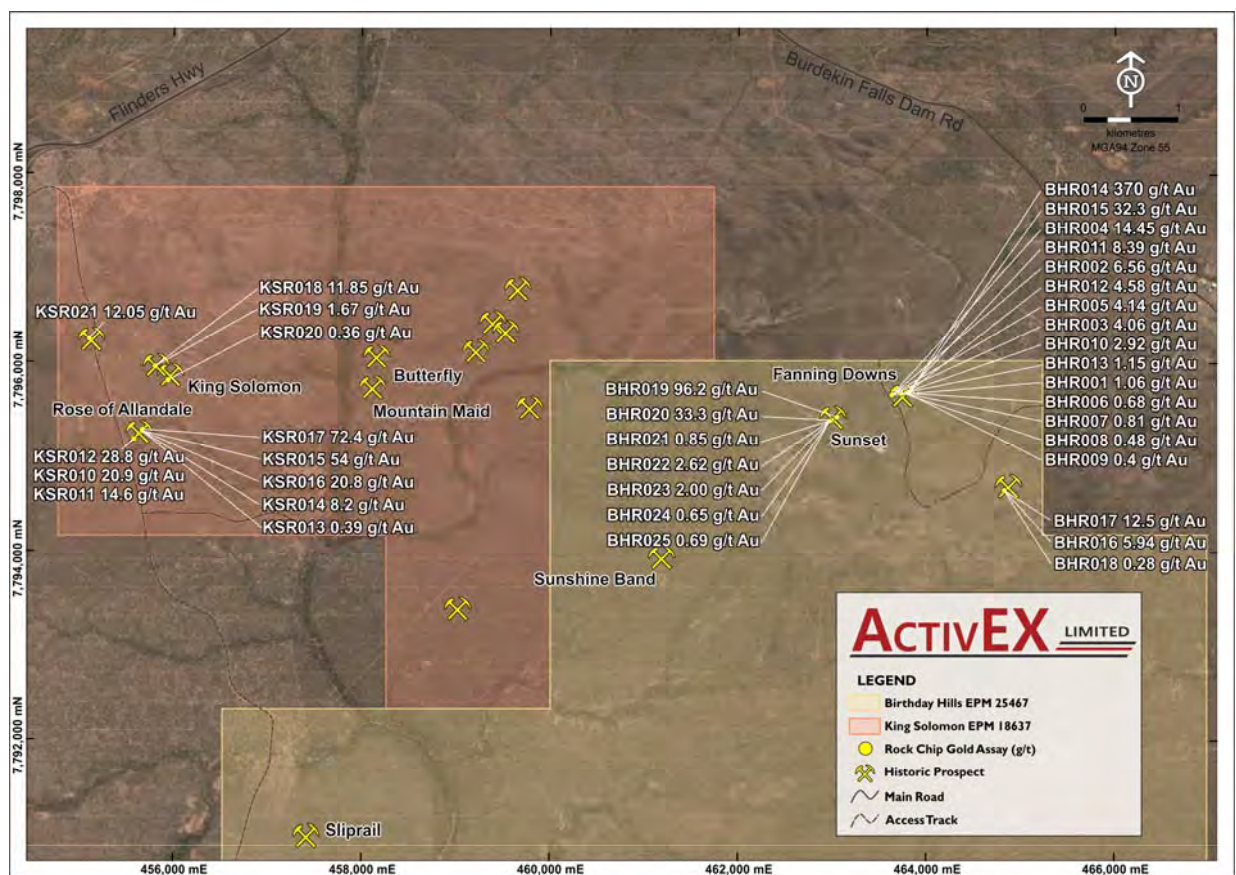 Flinders Hwy
Burdekin Falls Dam Rd
N
0 1
kilometres
MGA94 Zone 55
7,798,000 mN
7,796,000 mN
7,794,000 mN
7,792,000 mN
KSR021 12.05 g/t Au
KSR018 11.85 g/t Au
KSR019 1.67 g/t Au
KSR020 0.36 g/t Au
King Solomon
Rose of Allandale
KSR012 28.8 g/t Au
KSR010 20.9 g/t Au
KSR011 14.6 g/t Au
KSR017 72.4 g/t Au
KSR015 54 g/t Au
KSR016 20.8 g/t Au
KSR014 8.2 g/t Au
KSR013 0.39 g/t Au
Butterfly
Mountain Maid
Fanning Downs
Sunset
BHR019 96.2 g/t Au
BHR020 33.3 g/t Au
BHR021 0.85 g/t Au
BHR022 2.62 g/t Au
BHR023 2.00 g/t Au
BHR024 0.65 g/t Au
BHR025 0.69 g/t Au
BHR014 370 g/t Au
BHR015 32.3 g/t Au
BHR004 14.45 g/t Au
BHR011 8.39 g/t Au
BHR002 6.56 g/t Au
BHR012 4.58 g/t Au
BHR005 4.14 g/t Au
BHR003 4.06 g/t Au
BHR010 2.92 g/t Au
BHR013 1.15 g/t Au
BHR001 1.06 g/t Au
BHR006 0.68 g/t Au
BHR007 0.81 g/t Au
BHR008 0.48 g/t Au
BHR009 0.4 g/t Au
BHR017 12.5 g/t Au
BHR016 5.94 g/t Au
BHR018 0.28 g/t Au
Sunshine Band
Sliprail
ACTIVEX LIMITED
LEGEND
Birthday Hills EPM 25467
King Solomon EPM 18637
Rock Chip Gold Assay (g/t)
Historic Prospect
Main Road
Access Track
456,000 mE
458,000 mE
460,000 mE
462,000 mE
464,000 mE
466,000 mE